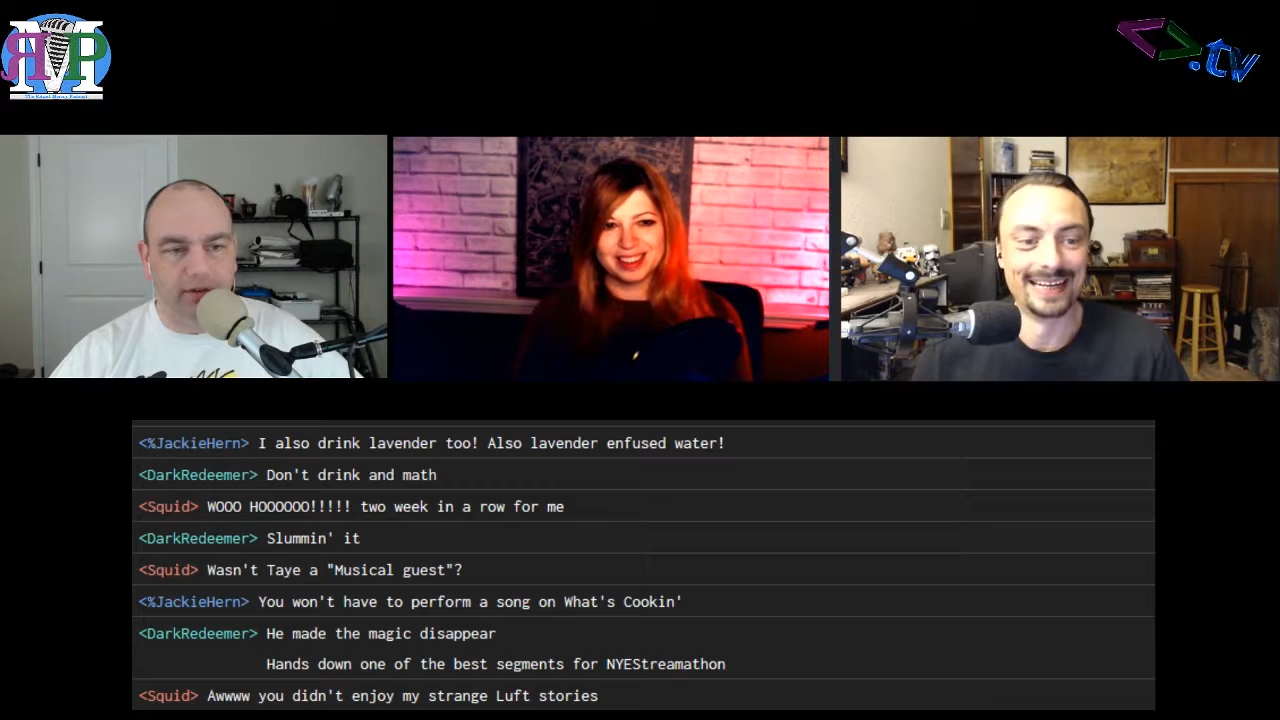 RMP
<>.tv
<%JackieHern> I also drink lavender too! Also lavender enfused water!
<DarkRedeemer> Don't drink and math
<Squid> WOOO HOOOOOO!!!!! two week in a row for me
<DarkRedeemer> Slummin' it
<Squid> Wasn't Taye a "Musical guest"?
<%JackieHern> You won't have to perform a song on What's Cookin'
<DarkRedeemer> He made the magic disappear
Hands down one of the best segments for NYEStreamathon
<Squid> Awwww you didn't enjoy my strange Luft stories